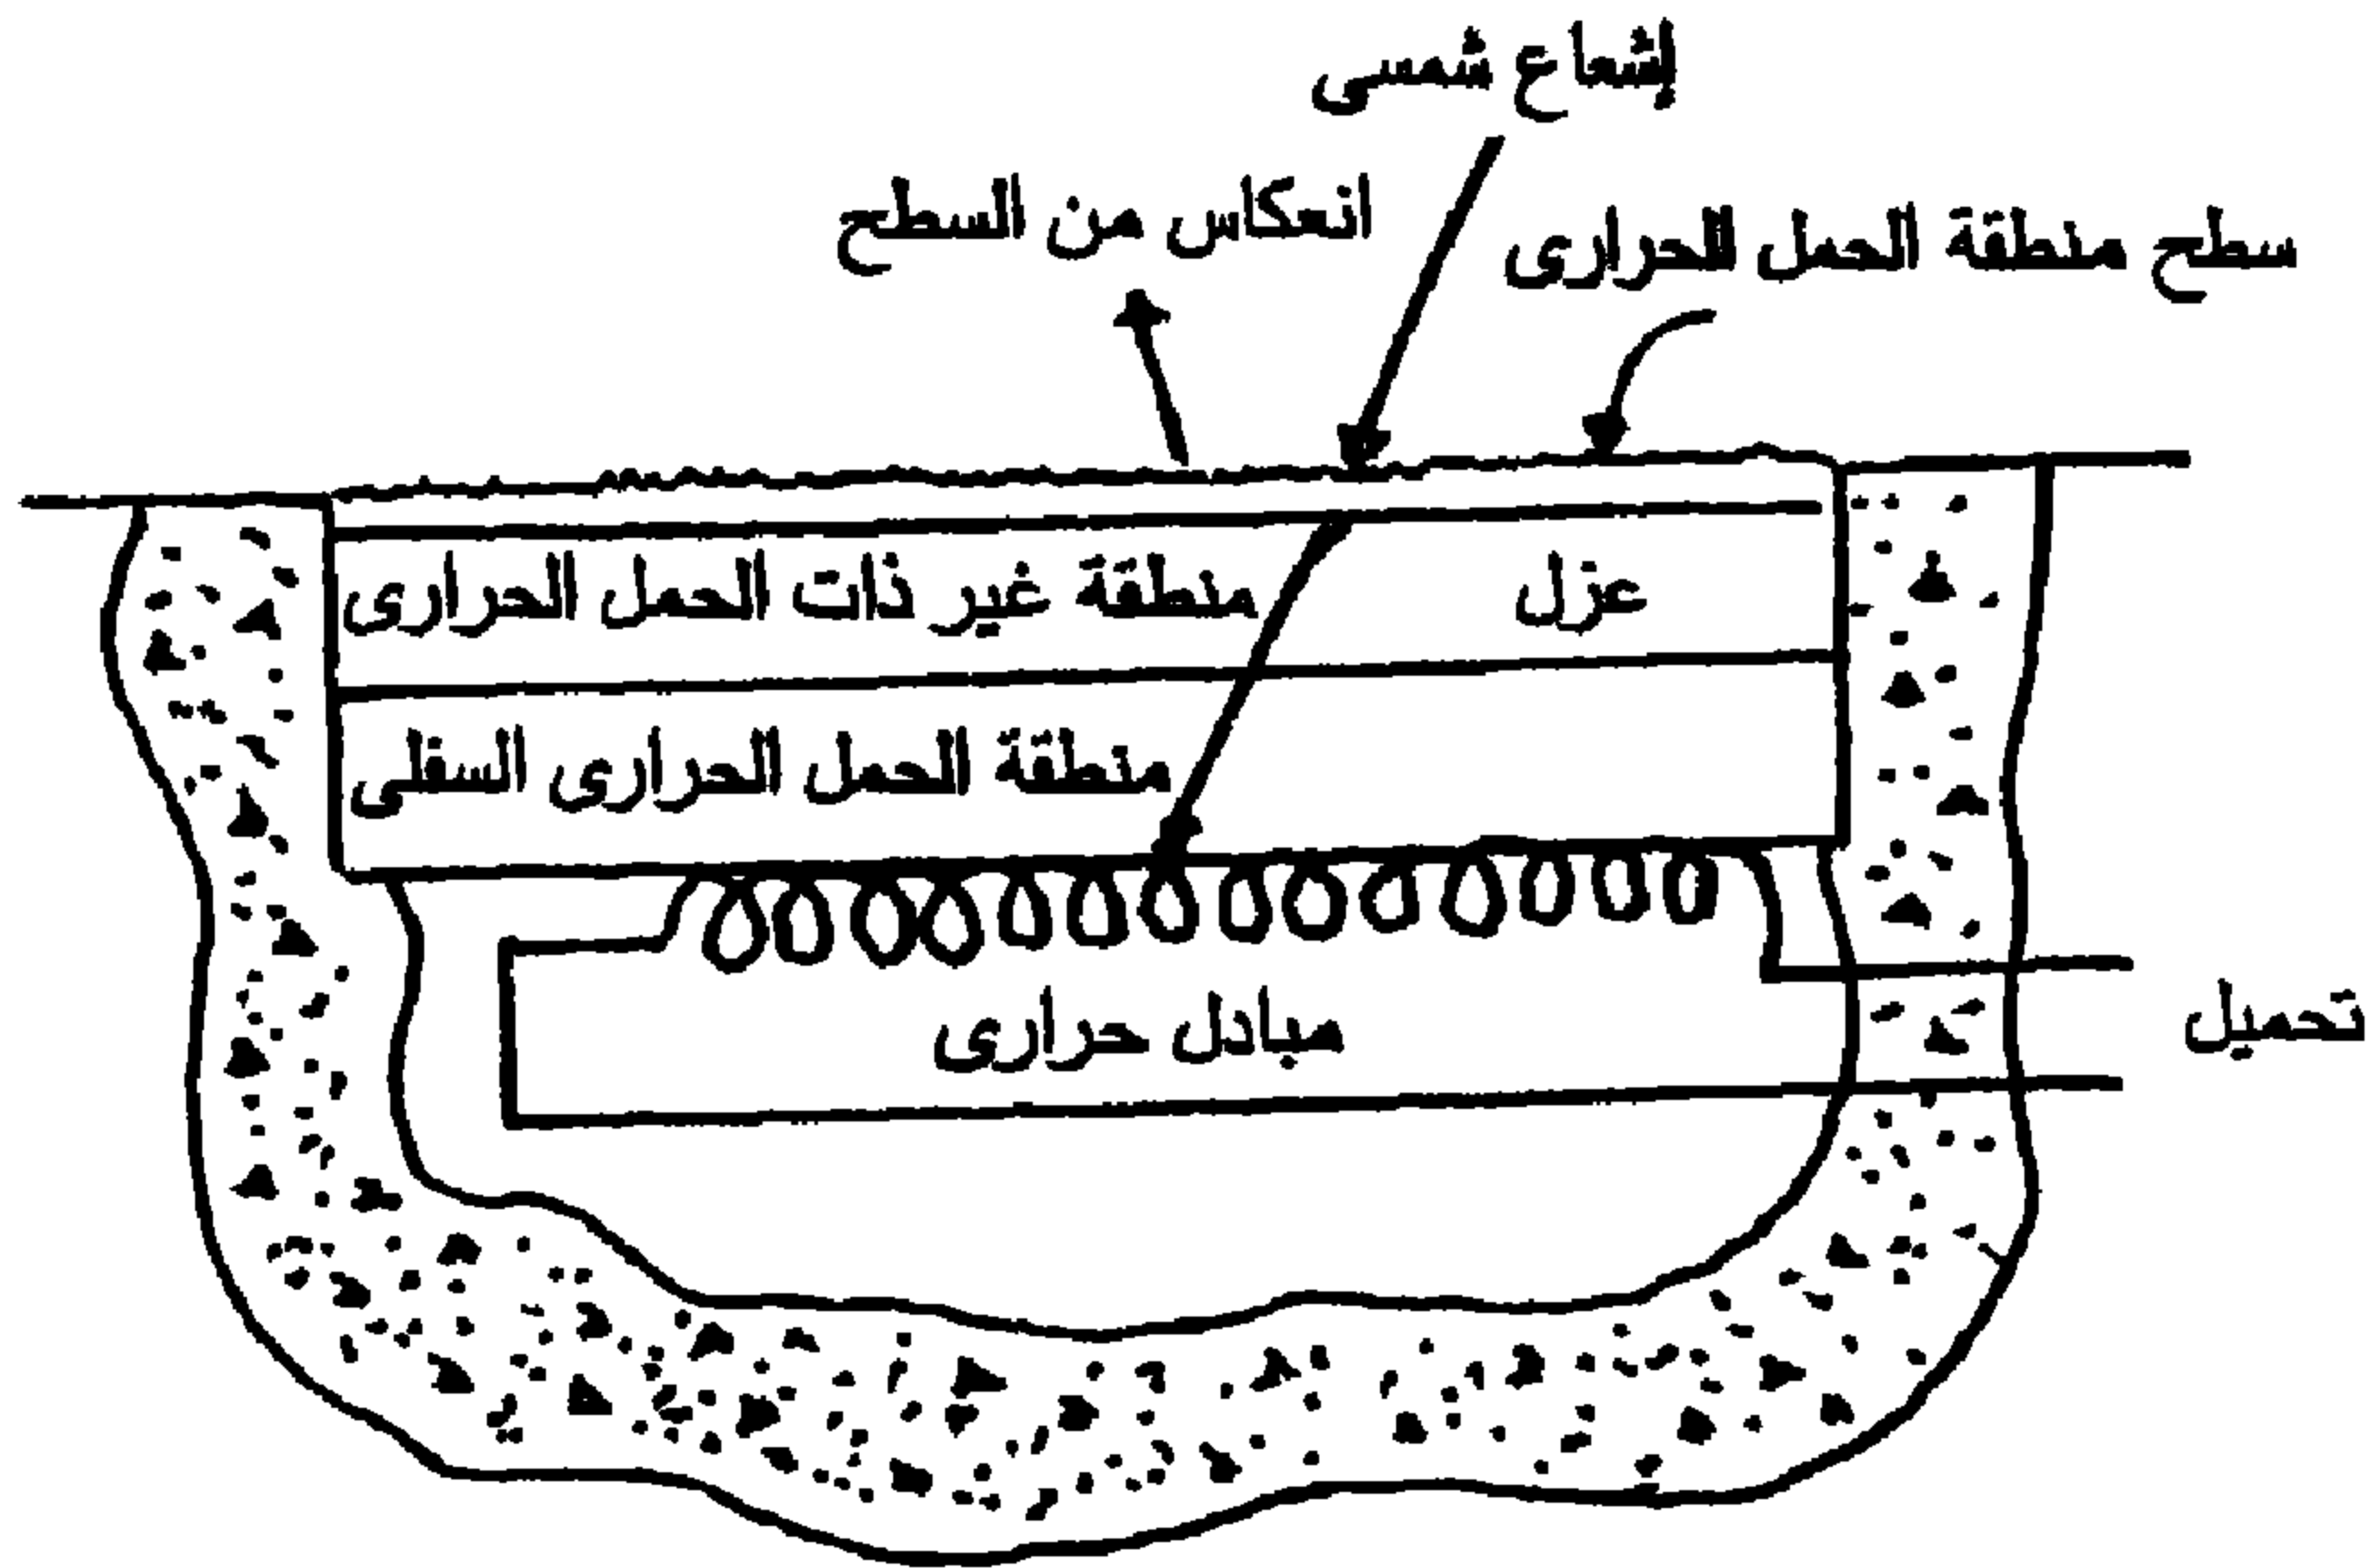 إشعاع شمسى
انعكاس من السطح
سطح منطقة الحمل الحرارى
عزل
منطقة غير ذات الحمل الحرارى
منطقة الحمل الحرارى السفلى
مبادل حرارى
تحميل